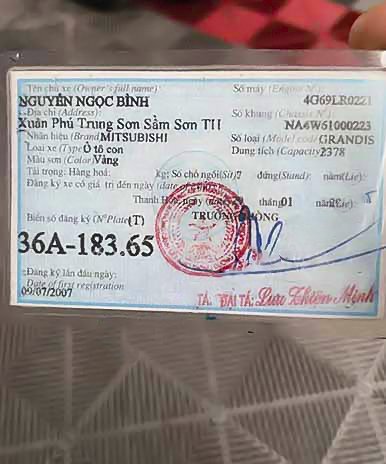 Tên chủ xe (Owner's full name)
NGUYỄN NGỌC BÌNH
Địa chỉ (Address):
Xuân Phú Trung Sơn Sầm Sơn TH
Nhãn hiệu (Brand MITSUBISHI
Loại xe (Type) Ô tô con
Màu sơn (Color Vàng
Tải trọng: Hàng hoá:
Đăng ký xe có giá trị đến ngày (date
Biển số đăng ký (N°Plate (T)
36A-183.65
Đăng ký lần đầu ngày:
Date of first registration
09/07/2007
Số máy (Engine N°)
4G69LR0221
Số khung (Chassis N°)
NA4W61000223
Số loại (Model code) GRANDIS
Dung tích (Capacity 2378
Kg: Số chỗ ngồi (Sit) 7 đứng (Stand): nằm (Lie):
Thanh Hoá, ngày tháng 01 năm
TRƯỞNG PHÒNG
TÁ: ĐẠI TÁ: Lưu Thiện Mịnh